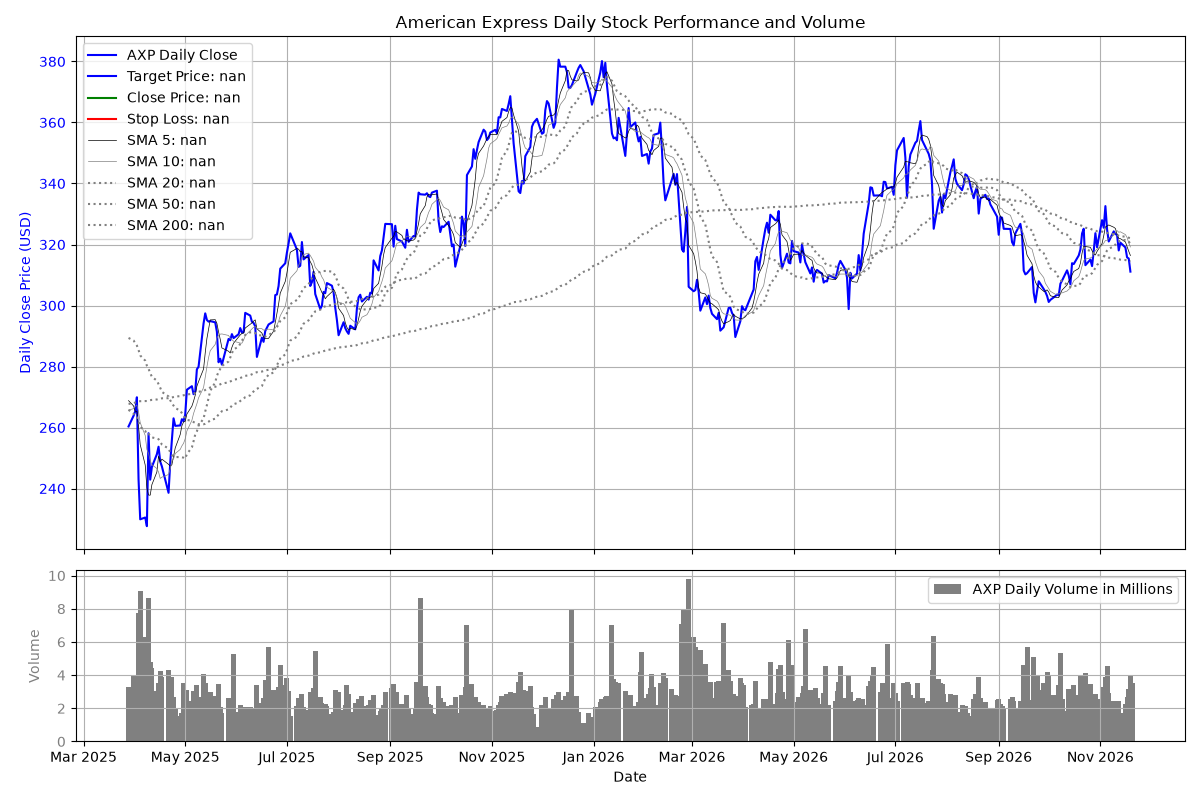 American Express Daily Stock Performance and Volume
AXP Daily Close
Target Price: nan
Close Price: nan
Stop Loss: nan
SMA 5: nan
SMA 10: nan
SMA 20: nan
SMA 50: nan
SMA 200: nan
Daily Close Price (USD)
380
360
340
320
300
280
260
240
AXP Daily Volume in Millions
Volume
10
8
6
4
2
0
Mar 2025 May 2025 Jul 2025 Sep 2025 Nov 2025 Jan 2026 Mar 2026 May 2026 Jul 2026 Sep 2026 Nov 2026
Date